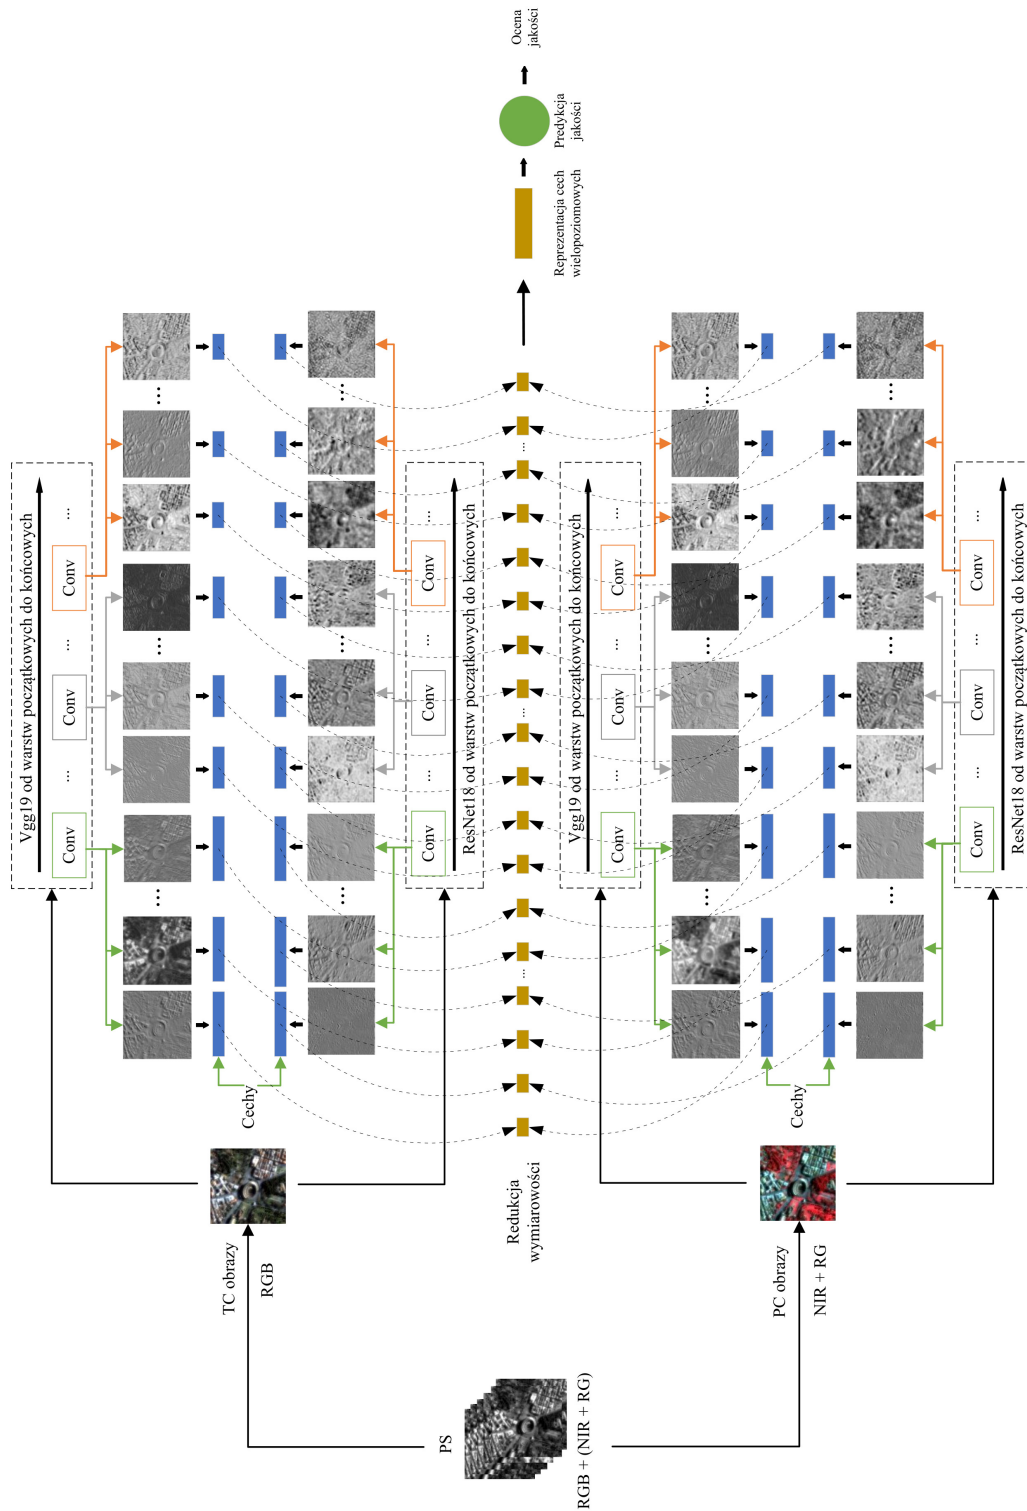 PS
RGB + (NIR + RG)
TC obrazy
RGB
PC obrazy
NIR + RG
Vgg19 od warstw początkowych do końcowych
Conv ... Conv ... Conv ...
Cechy
Conv ... Conv ... Conv ...
ResNet18 od warstw początkowych do końcowych
Redukcja
wymiarowości
... ... ...
Reprezentacja cech
wielopoziomowych
Predykcja
jakości
Ocena
jakości
Vgg19 od warstw początkowych do końcowych
Conv ... Conv ... Conv ...
Cechy
Conv ... Conv ... Conv ...
ResNet18 od warstw początkowych do końcowych